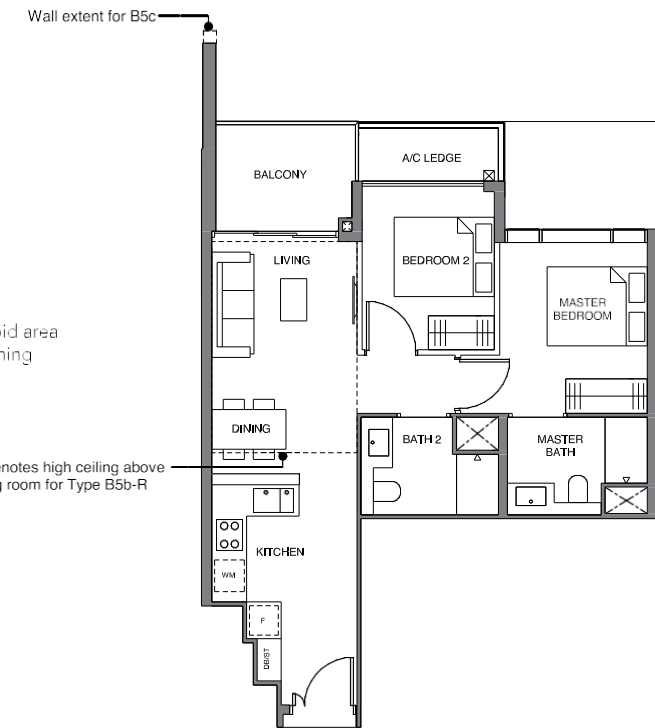 Wall extent for B5c
A/C LEDGE
BALCONY
LIVING
BEDROOM 2
MASTER
BEDROOM
area
DINING
BATH 2
MASTER
BATH
high ceiling above
room for Type B5b-R
KITCHEN
WM
F
DB/ST